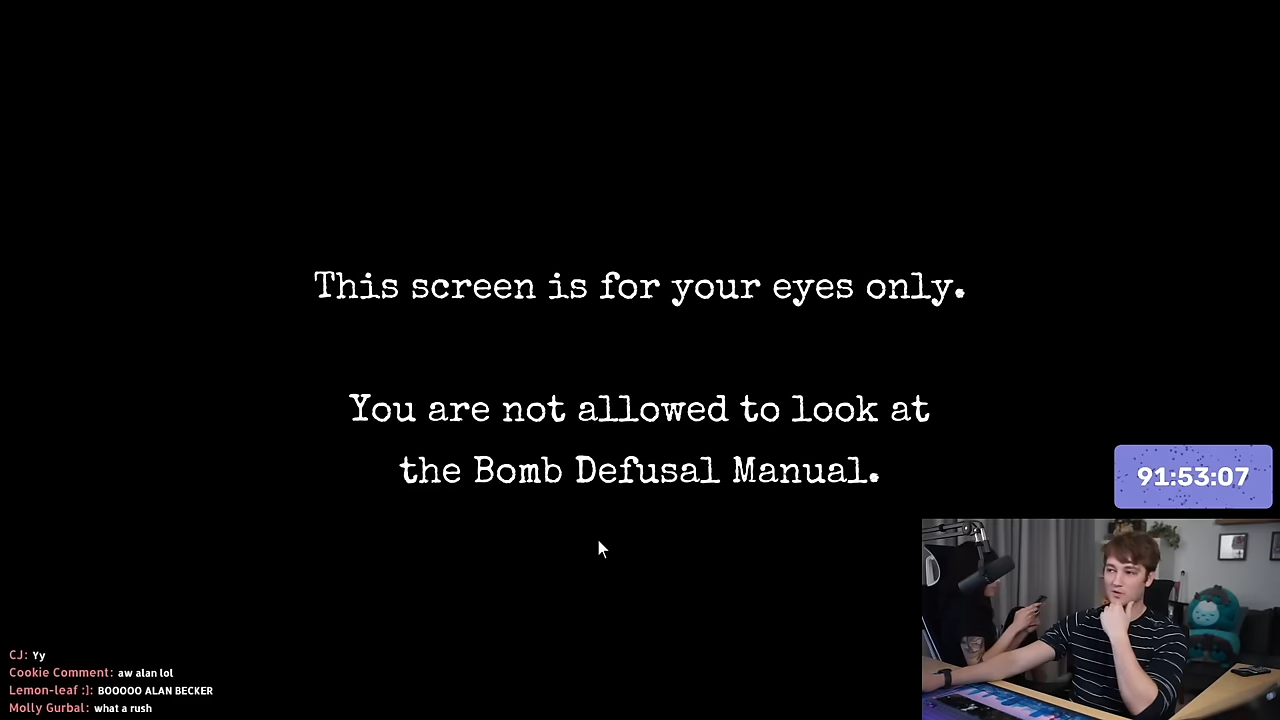 This screen is for your eyes only.
You are not allowed to look at
the Bomb Defusal Manual.
91:53:07
CJ: Yy
Cookie Comment: aw alan lol
Lemon-leaf :]: BOOOOO ALAN BECKER
Molly Gurbal: what a rush